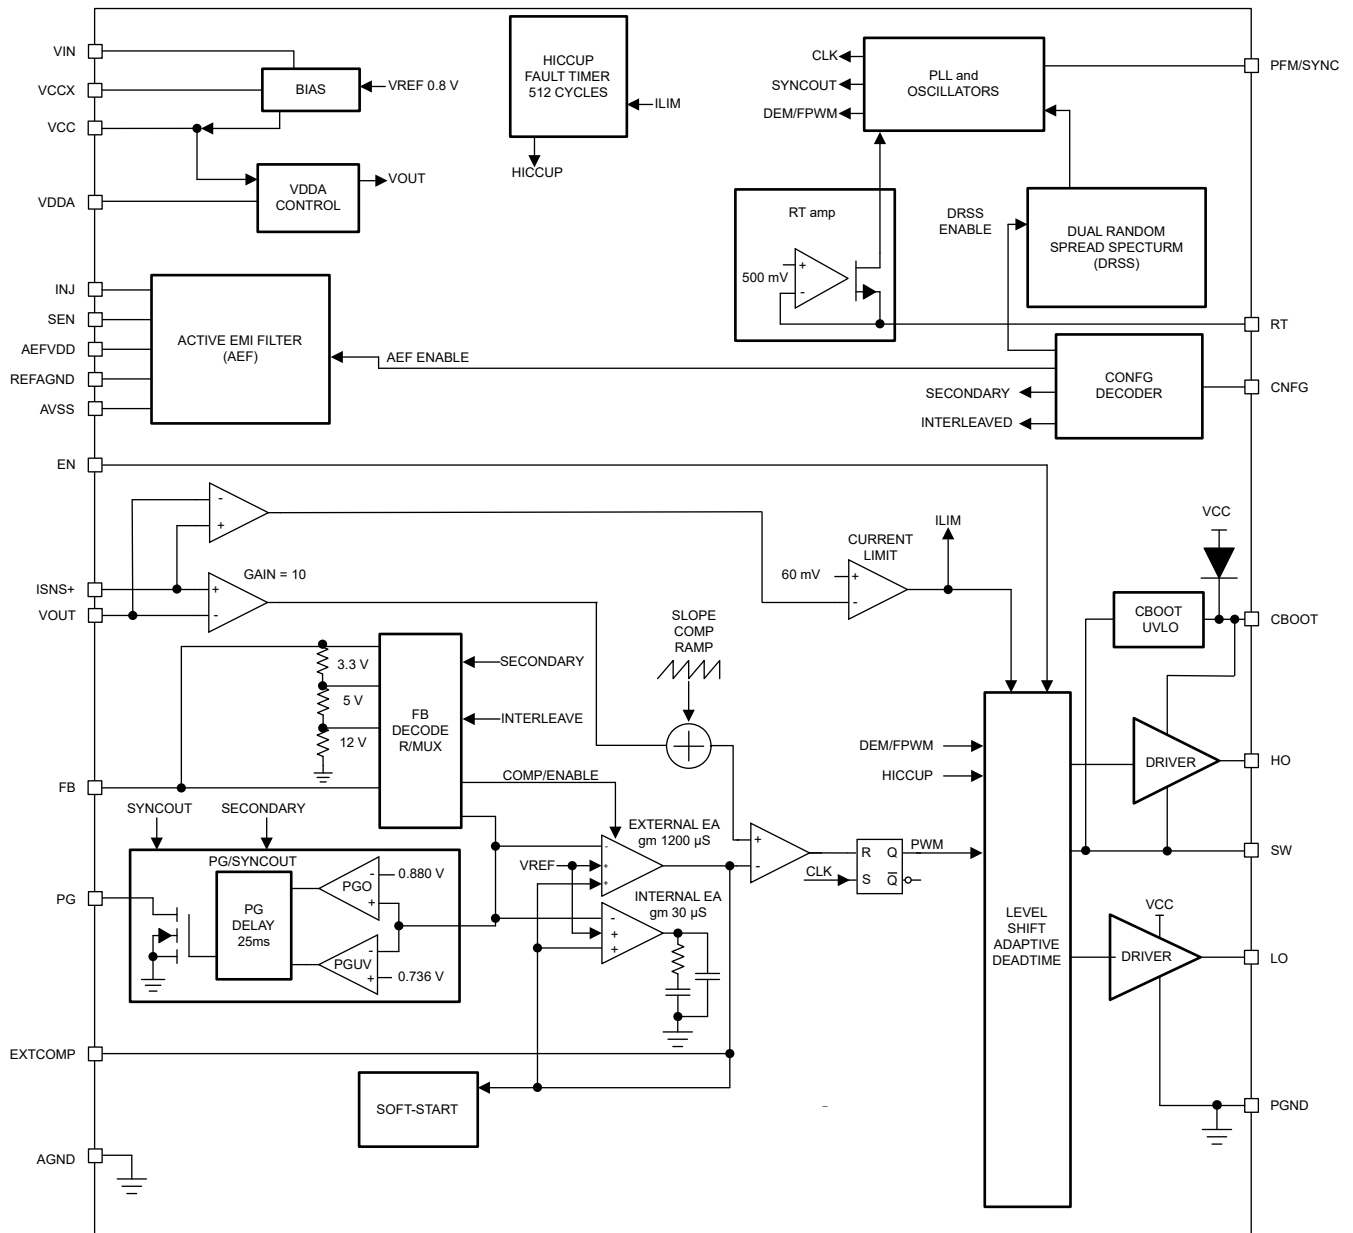 VIN
VCCX
VCC
VDDA
BIAS
VREF 0.8 V
VDDA
CONTROL
VOUT
HICCUP
FAULT TIMER
512 CYCLES
ILIM
HICCUP
CLK
SYNCOUT
DEM/FPWM
PLL and
OSCILLATORS
PFM/SYNC
RT amp
+
-
500 mV
DRSS
ENABLE
DUAL RANDOM
SPREAD SPECTURM
(DRSS)
RT
INJ
SEN
AEFVDD
REFAGND
AVSS
ACTIVE EMI FILTER
(AEF)
AEF ENABLE
SECONDARY
INTERLEAVED
CONFG
DECODER
CNFG
EN
-
+
ISNS+
VOUT
+
-
GAIN = 10
CURRENT
LIMIT
60 mV
+
-
ILIM
VCC
CBOOT
UVLO
CBOOT
SLOPE
COMP
RAMP
3.3 V
5 V
12 V
FB
DECODE
R/MUX
SECONDARY
INTERLEAVE
COMP/ENABLE
FB
SYNCOUT
SECONDARY
PG/SYNCOUT
PG
DELAY
25ms
PGO
-
+
0.880 V
PGUV
-
+
0.736 V
PG
EXTERNAL EA
gm 1200 µS
VREF
-
+
+
INTERNAL EA
gm 30 µS
-
+
+
+
-
CLK
R
Q
S
Q̅
PWM
DEM/FPWM
HICCUP
LEVEL
SHIFT
ADAPTIVE
DEADTIME
DRIVER
HO
SW
VCC
DRIVER
LO
EXTCOMP
SOFT-START
AGND
PGND